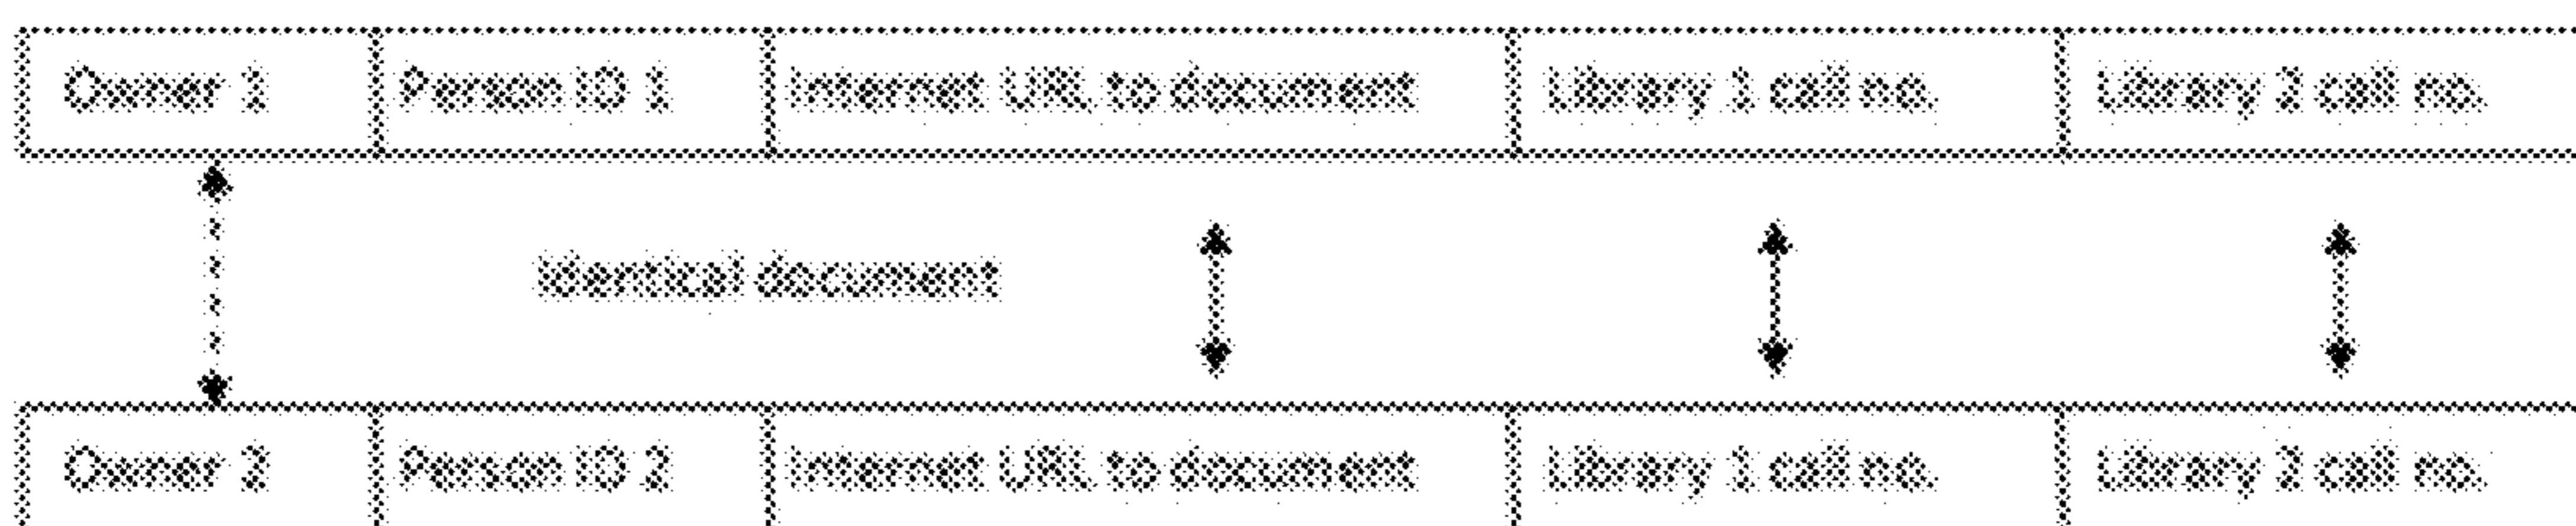 Owner 1 Person ID 1 Internet URL to document Library 1 call no. Library 2 call no.
Identical document
Owner 2 Person ID 2 Internet URL to document Library 1 call no. Library 2 call no.